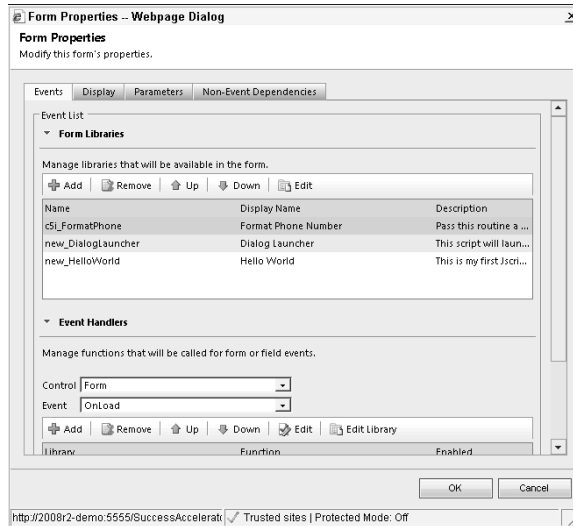 Form Properties -- Webpage Dialog
Form Properties
Modify this form's properties.
Events Display Parameters Non-Event Dependencies
Event List
Form Libraries
Manage libraries that will be available in the form.
Add Remove Up Down Edit
Name Display Name Description
c5i_FormatPhone Format Phone Number Pass this routine a ...
new_DialogLauncher Dialog Launcher This script will laun...
new_HelloWorld Hello World This is my first Jscri...
Event Handlers
Manage functions that will be called for form or field events.
Control Form
Event OnLoad
Add Remove Up Down Edit Edit Library
Library Function Enabled
OK Cancel
http://2008r2-demo:5555/SuccessAccelerat Trusted sites | Protected Mode: Off